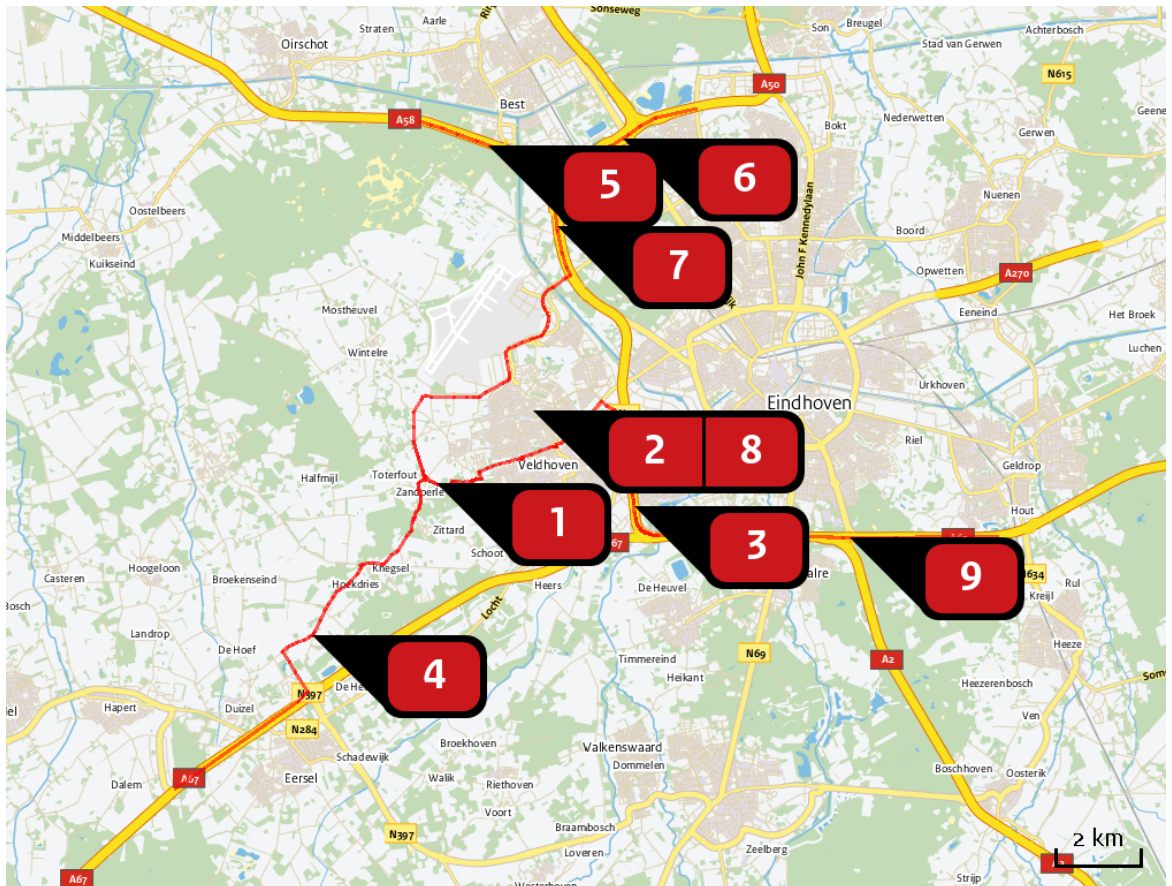 Aarle
Sonseweg
Straten
Son
Breugel
Achterbosch
Oirschot
Stad van Gerwen
N615
A50
Best
A58
Nederwetten
Bokt
Gerwen
5
6
Nuenen
Oostelbeers
John F Kennedylaan
Boord
Middelbeers
Kuikseind
7
Opwetten
A270
Mostheuvel
Eeneind
Het Broek
Wintelre
Luchen
Urkhoven
Eindhoven
2
8
Riel
Veldhoven
Geldrop
Toterfout
Halfmijl
Zandoerle
1
Hout
Zittard
3
Schoot
67
Hoogeloon
Knegsel
9
N634
Casteren
Broekenseind
Hoekdries
Heers
De Heuvel
Rul
Kreijl
Locht
Landrop
Heeze
De Hoef
4
Timmereind
N69
A2
Heikant
Heezerenbosch
N397
Hapert
Duizel
Ven
N284
Broekhoven
Valkenswaard
Schadewijk
Dommelen
A67
Eersel
Walik
Riethoven
Boschhoven
Oosterik
Dalem
Voort
N397
Braambosch
Loveren
Zeelberg
2 km
A67
Strijp